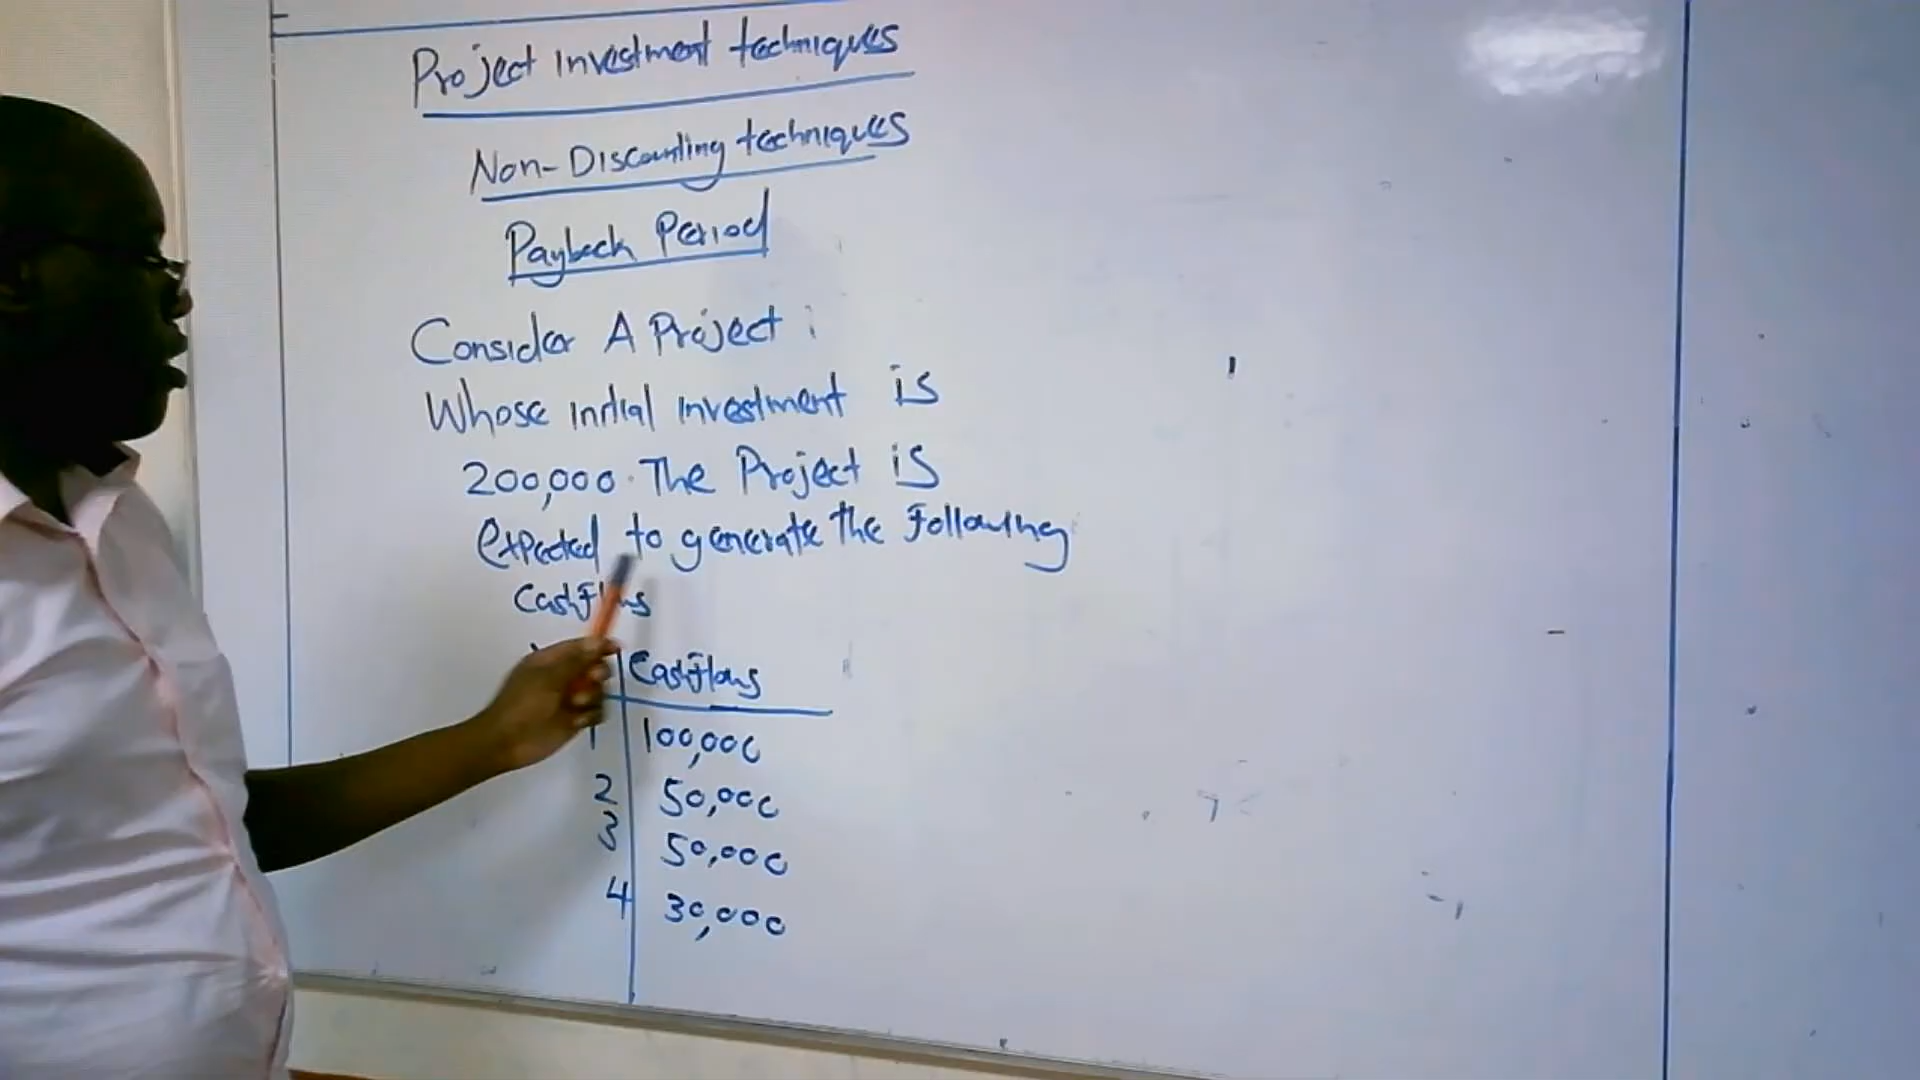 Project Investment techniques
Non-Discounting techniques
Payback Period
Consider A Project :
Whose initial investment is
200,000. The Project is
expected to generate the Following
Cashflows
Cashflows
1 100,000
2 50,000
3 50,000
4 30,000